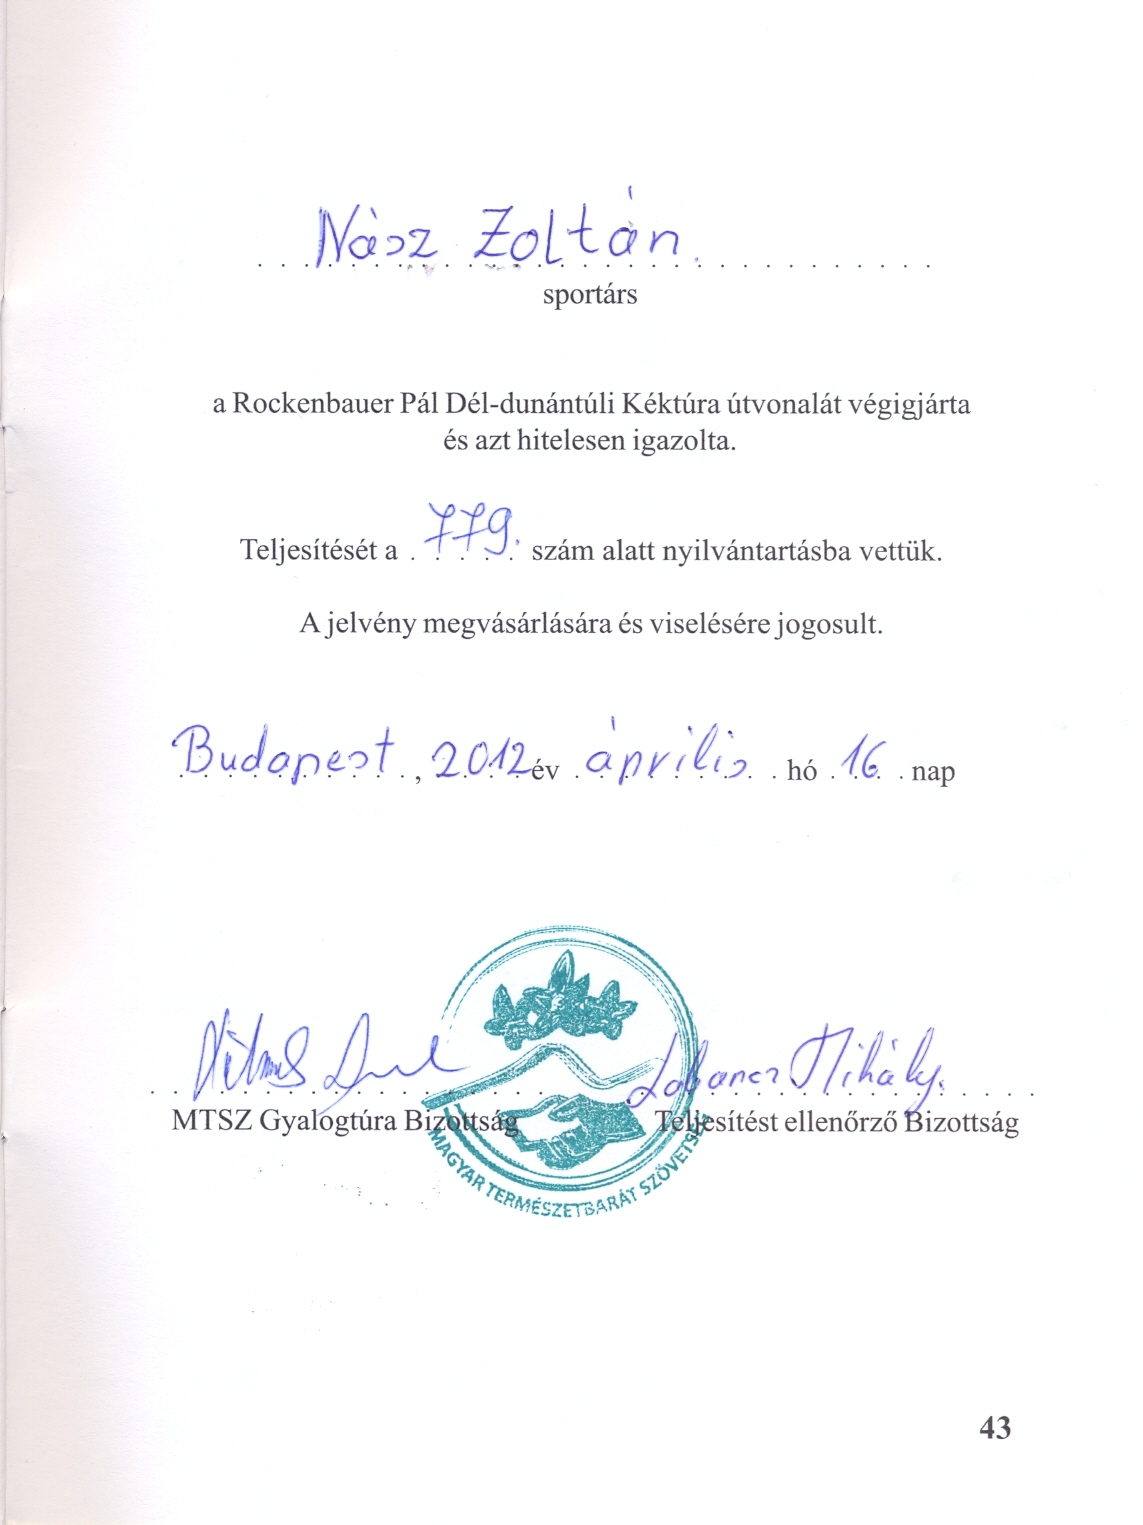 Nász Zoltán
sportárs
a Rockenbauer Pál Dél-dunántúli Kéktúra útvonalát végigjárta
és azt hitelesen igazolta.
Teljesítését a 779. szám alatt nyilvántartásba vettük.
A jelvény megvásárlására és viselésére jogosult.
Budapest, 2012 év április hó 16 nap
Lobancz Mihály
MTSZ Gyalogtúra Bizottság Teljesítést ellenőrző Bizottság
MAGYAR TERMÉSZETBARÁT SZÖVETSÉG
43